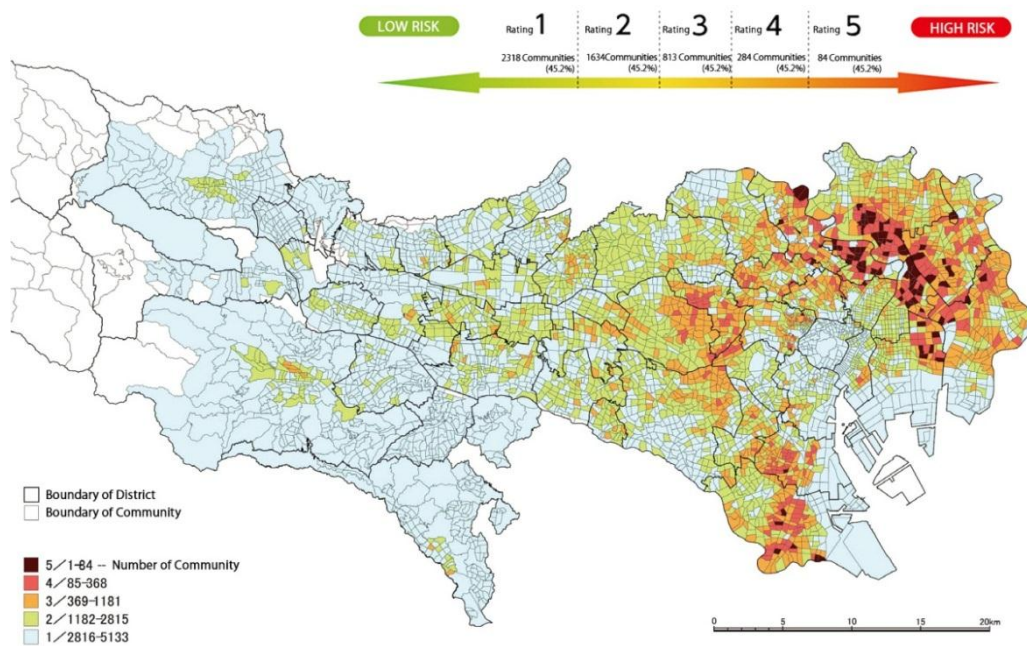 LOW RISK
Rating 1
Rating 2
Rating 3
Rating 4
Rating 5
HIGH RISK
2318 Communities
(45.2%)
1634Communities
(45.2%)
813 Communities
(45.2%)
284 Communities
(45.2%)
84 Communities
(45.2%)
Boundary of District
Boundary of Community
5／1-84 -- Number of Community
4／85-368
3／369-1181
2／1182-2815
1／2816-5133
0 5 10 15 20km